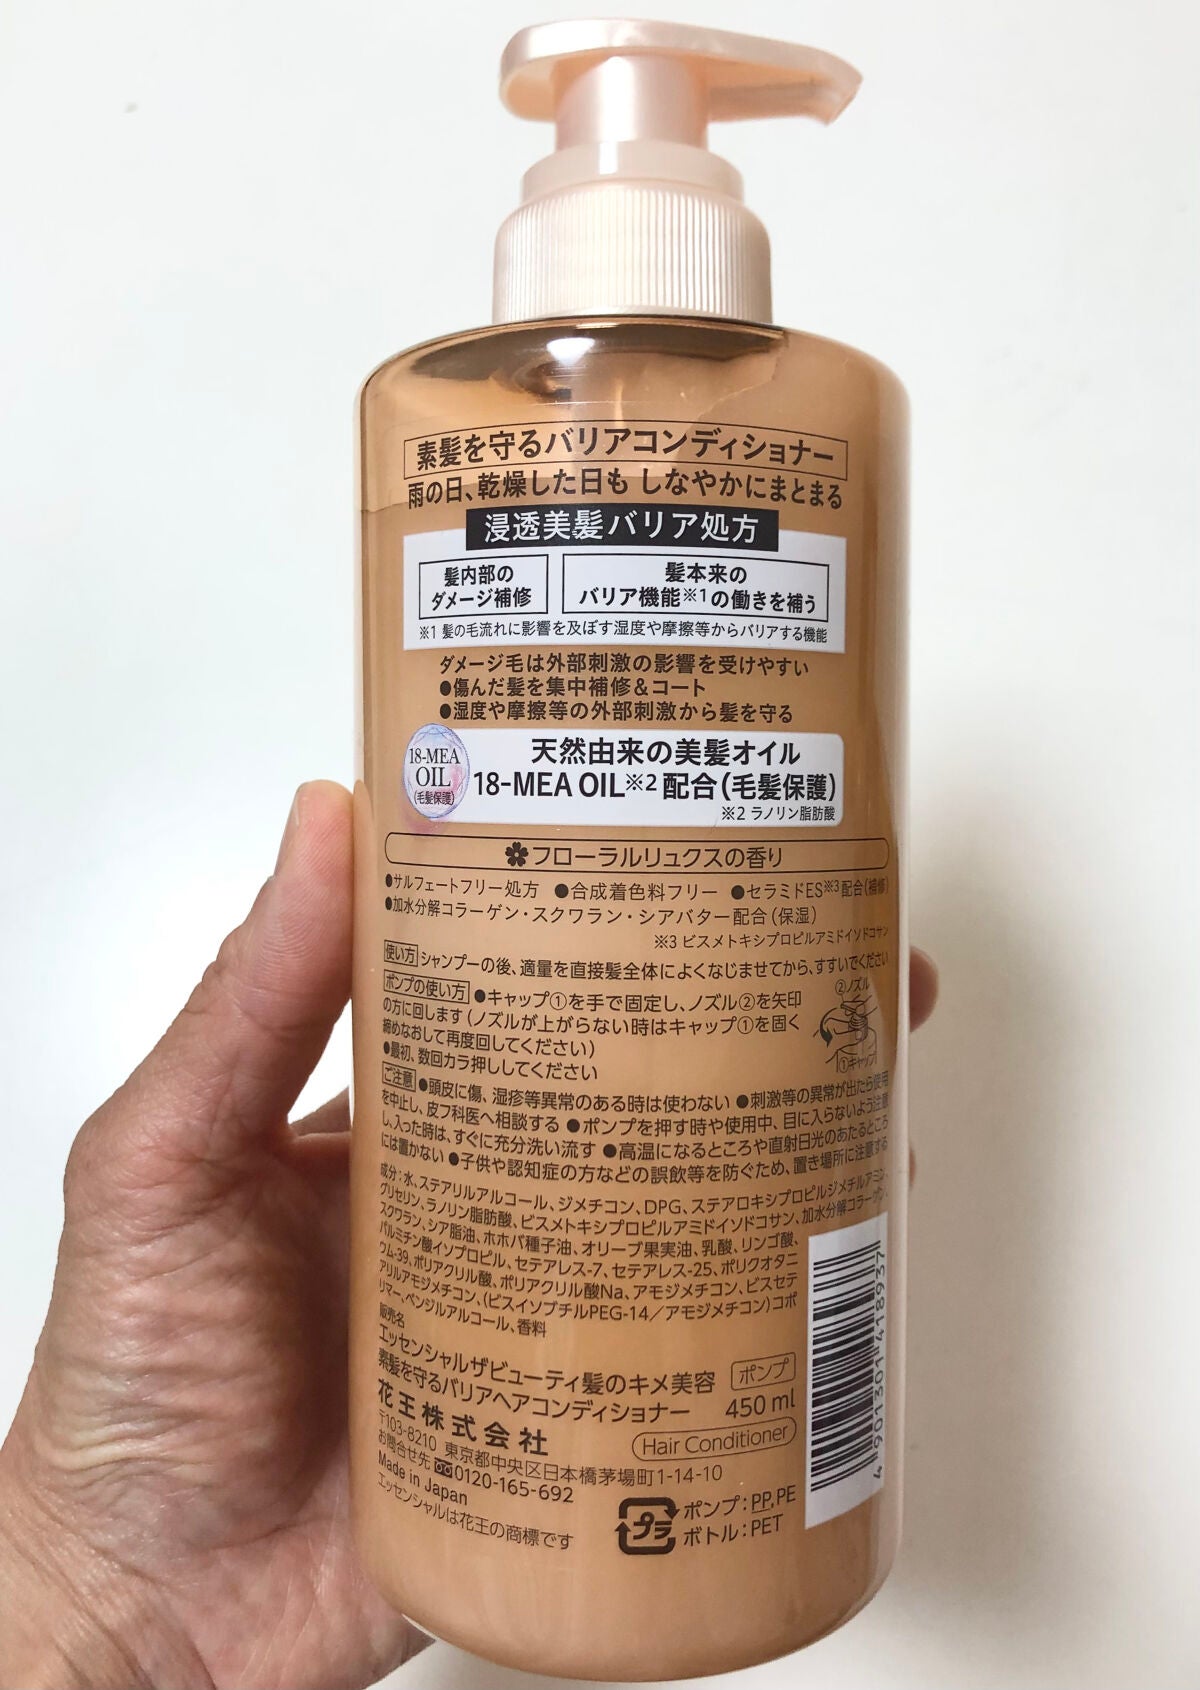 素髪を守るバリアコンディショナー
雨の日、乾燥した日も しなやかにまとまる
浸透美髪バリア処方
髪内部の
ダメージ補修
髪本来の
バリア機能※1の働きを補う
※1 髪の毛流れに影響を及ぼす湿度や摩擦等からバリアする機能
ダメージ毛は外部刺激の影響を受けやすい
●傷んだ髪を集中補修＆コート
●湿度や摩擦等の外部刺激から髪を守る
18-MEA
OIL
(毛髪保護)
天然由来の美髪オイル
18-MEA OIL※2 配合(毛髪保護)
※2 ラノリン脂肪酸
フローラルリュクスの香り
●サルフェートフリー処方 ●合成着色料フリー ●セラミドES※3配合(補修)
●加水分解コラーゲン・スクワラン・シアバター配合(保湿)
※3 ビスメトキシプロピルアミドイソドコサン
使い方 シャンプーの後、適量を直接髪全体によくなじませてから、すすいでください
ポンプの使い方 ●キャップ①を手で固定し、ノズル②を矢印
の方に回します(ノズルが上がらない時はキャップ①を固く
締めなおして再度回してください)
●最初、数回カラ押ししてください
②ノズル
①キャップ
ご注意 ●頭皮に傷、湿疹等異常のある時は使わない ●刺激等の異常が出たら使用
を中止し、皮フ科医へ相談する ●ポンプを押す時や使用中、目に入らないよう注意
し、入った時は、すぐに充分洗い流す ●高温になるところや直射日光のあたるところ
には置かない ●子供や認知症の方などの誤飲等を防ぐため、置き場所に注意する
成分：水、ステアリルアルコール、ジメチコン、DPG、ステアロキシプロピルジメチルアミン、
グリセリン、ラノリン脂肪酸、ビスメトキシプロピルアミドイソドコサン、加水分解コラーゲン、
スクワラン、シア脂油、ホホバ種子油、オリーブ果実油、乳酸、リンゴ酸、
パルミチン酸イソプロピル、セテアレス-7、セテアレス-25、ポリクオタニ
ウム-39、ポリアクリル酸、ポリアクリル酸Na、アモジメチコン、ビスセテ
アリルアモジメチコン、(ビスイソブチルPEG-14／アモジメチコン)コポ
リマー、ベンジルアルコール、香料
販売名
エッセンシャルザビューティ髪のキメ美容
素髪を守るバリアヘアコンディショナー
ポンプ
450 ml
花王株式会社
Hair Conditioner
〒103-8210 東京都中央区日本橋茅場町1-14-10
お問合せ先 0120-165-692
Made in Japan
エッセンシャルは花王の商標です
プラ
ポンプ：PP,PE
ボトル：PET
4 901301 418937